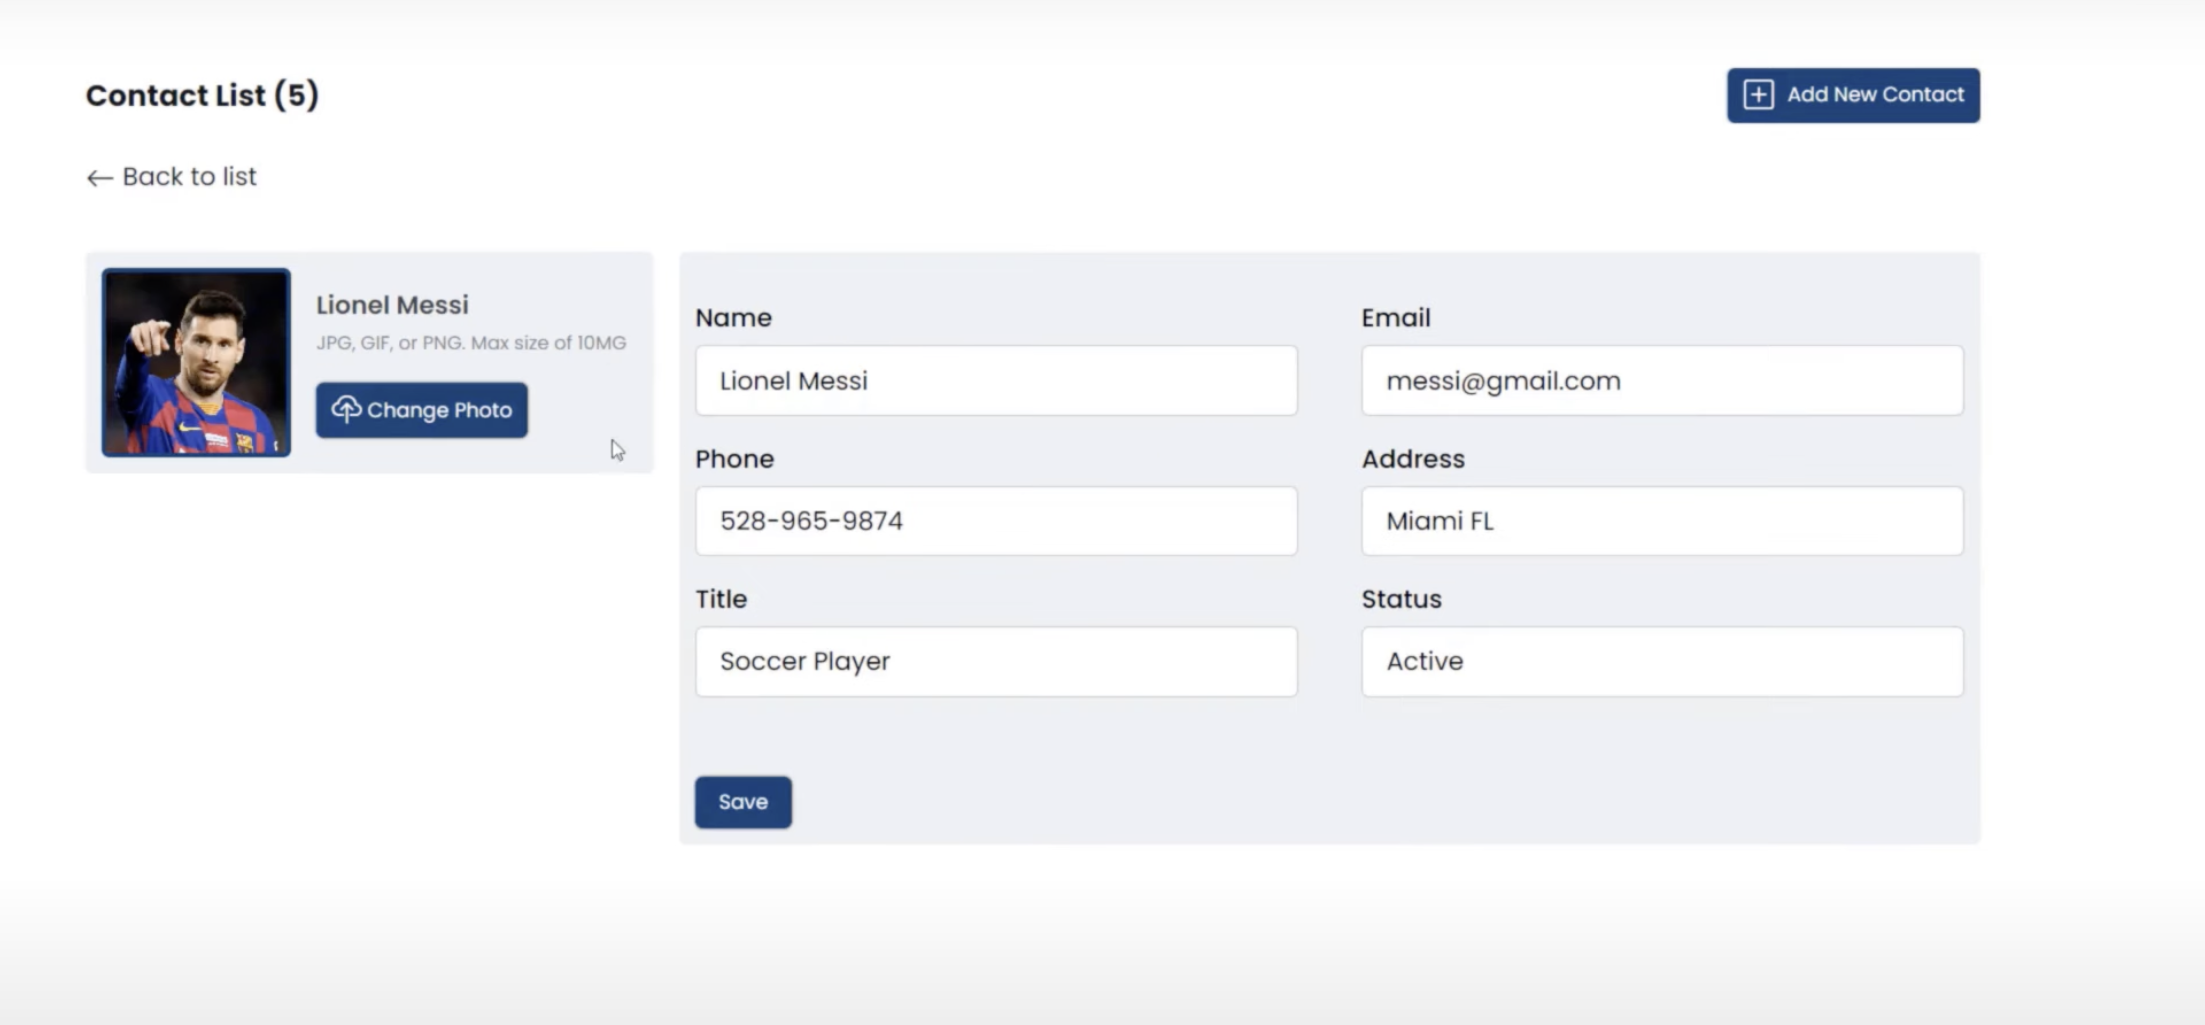 Contact List (5)
Add New Contact
Back to list
Lionel Messi
JPG, GIF, or PNG. Max size of 10MG
Change Photo
Name
Email
Lionel Messi
messi@gmail.com
Phone
Address
528-965-9874
Miami FL
Title
Status
Soccer Player
Active
Save